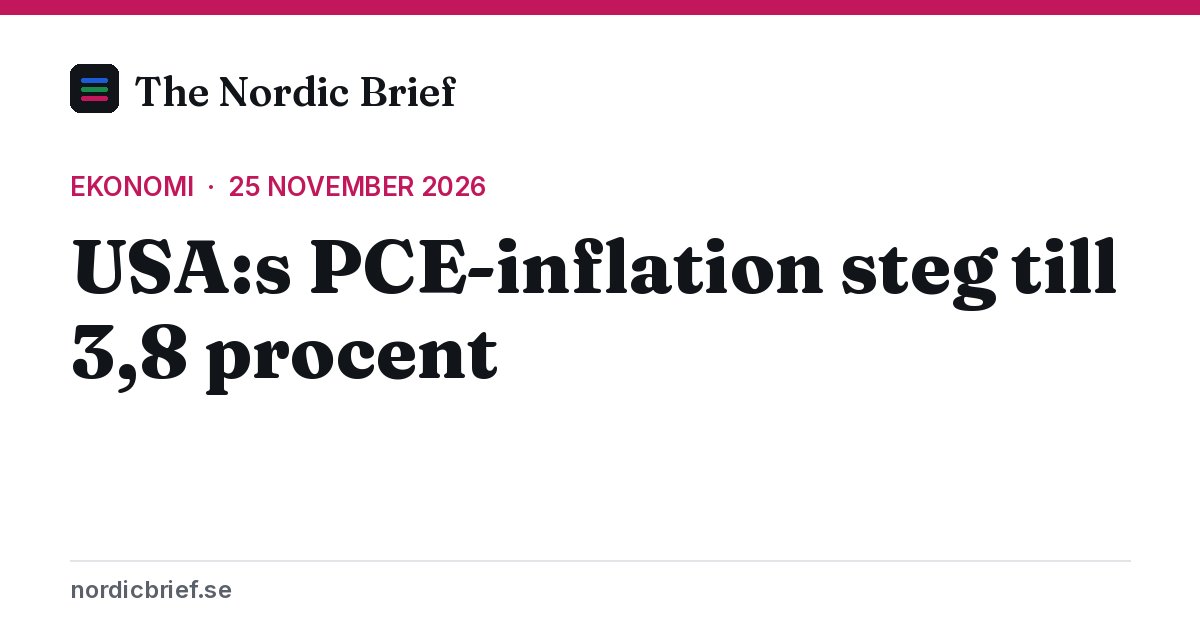 The Nordic Brief
EKONOMI · 25 NOVEMBER 2026
USA:s PCE-inflation steg till
3,8 procent
nordicbrief.se